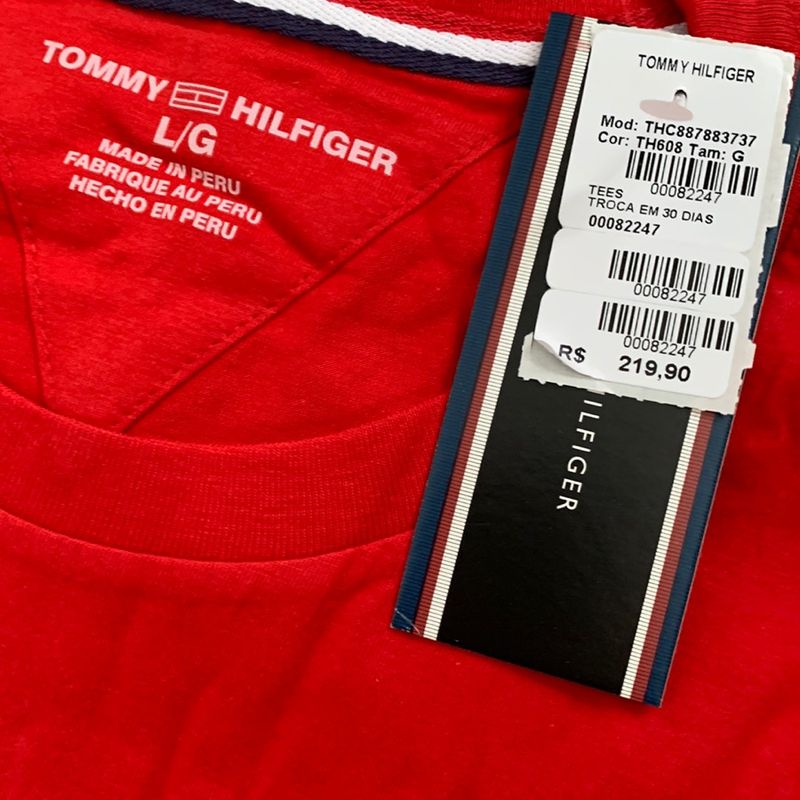 TOMMY HILFIGER
L/G
MADE IN PERU
FABRIQUE AU PERU
HECHO EN PERU
TOMMY HILFIGER
Mod: THC887883737
Cor: TH608 Tam: G
00082247
TEES
TROCA EM 30 DIAS
00082247
00082247
00082247
R$ 219,90
HILFIGER